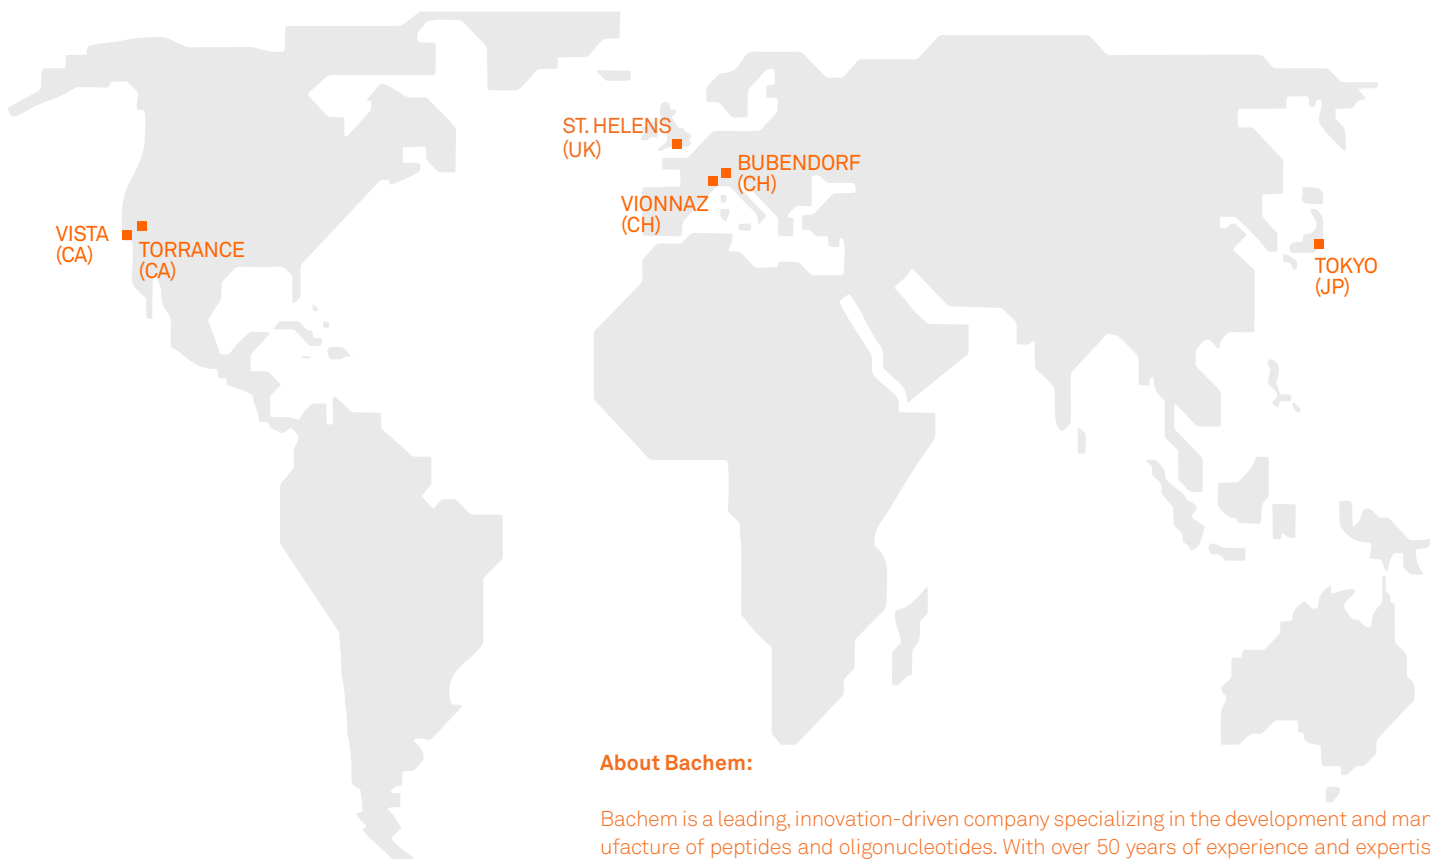 ST. HELENS
(UK)
BUBENDORF
(CH)
VIONNAZ
(CH)
VISTA
(CA)
TORRANCE
(CA)
TOKYO
(JP)
About Bachem:
Bachem is a leading, innovation-driven company specializing in the development and man
ufacture of peptides and oligonucleotides. With over 50 years of experience and expertis